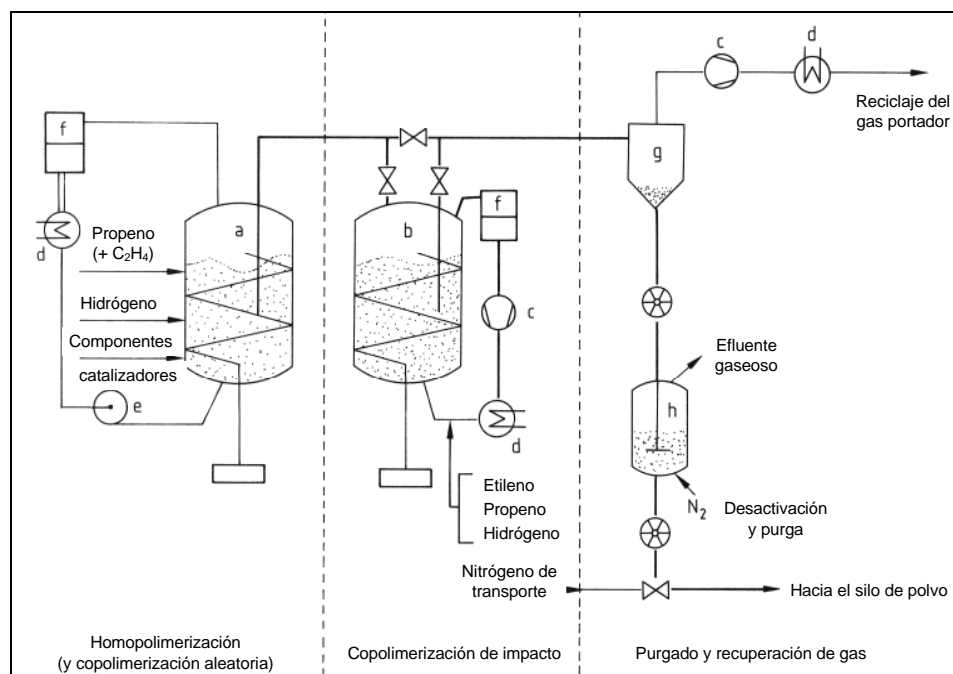 c
d
Reciclaje del
gas portador
f
g
d
Propeno
(+ C₂H₄)
Hidrógeno
Componentes
catalizadores
e
a
b
f
c
d
Etileno
Propeno
Hidrógeno
Efluente
gaseoso
h
N₂
Desactivación
y purga
Nitrógeno de
transporte
Hacia el silo de polvo
Homopolimerización
(y copolimerización aleatoria)
Copolimerización de impacto
Purgado y recuperación de gas